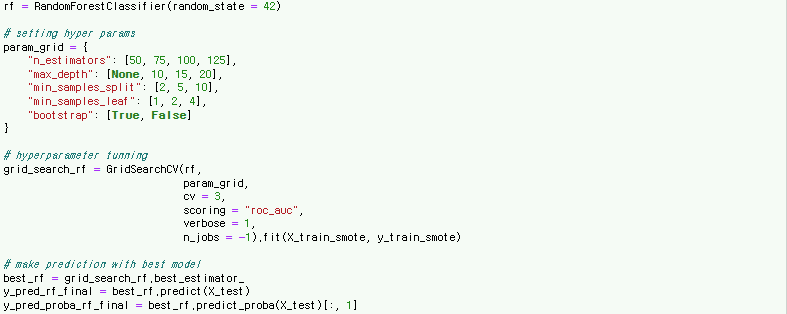 rf = RandomForestClassifier(random_state = 42)
# setting hyper params
param_grid = {
    "n_estimators": [50, 75, 100, 125],
    "max_depth": [None, 10, 15, 20],
    "min_samples_split": [2, 5, 10],
    "min_samples_leaf": [1, 2, 4],
    "bootstrap": [True, False]
}
# hyperparameter tunning
grid_search_rf = GridSearchCV(rf,
                              param_grid,
                              cv = 3,
                              scoring = "roc_auc",
                              verbose = 1,
                              n_jobs = -1).fit(X_train_smote, y_train_smote)
# make prediction with best model
best_rf = grid_search_rf.best_estimator_
y_pred_rf_final = best_rf.predict(X_test)
y_pred_proba_rf_final = best_rf.predict_proba(X_test)[:, 1]